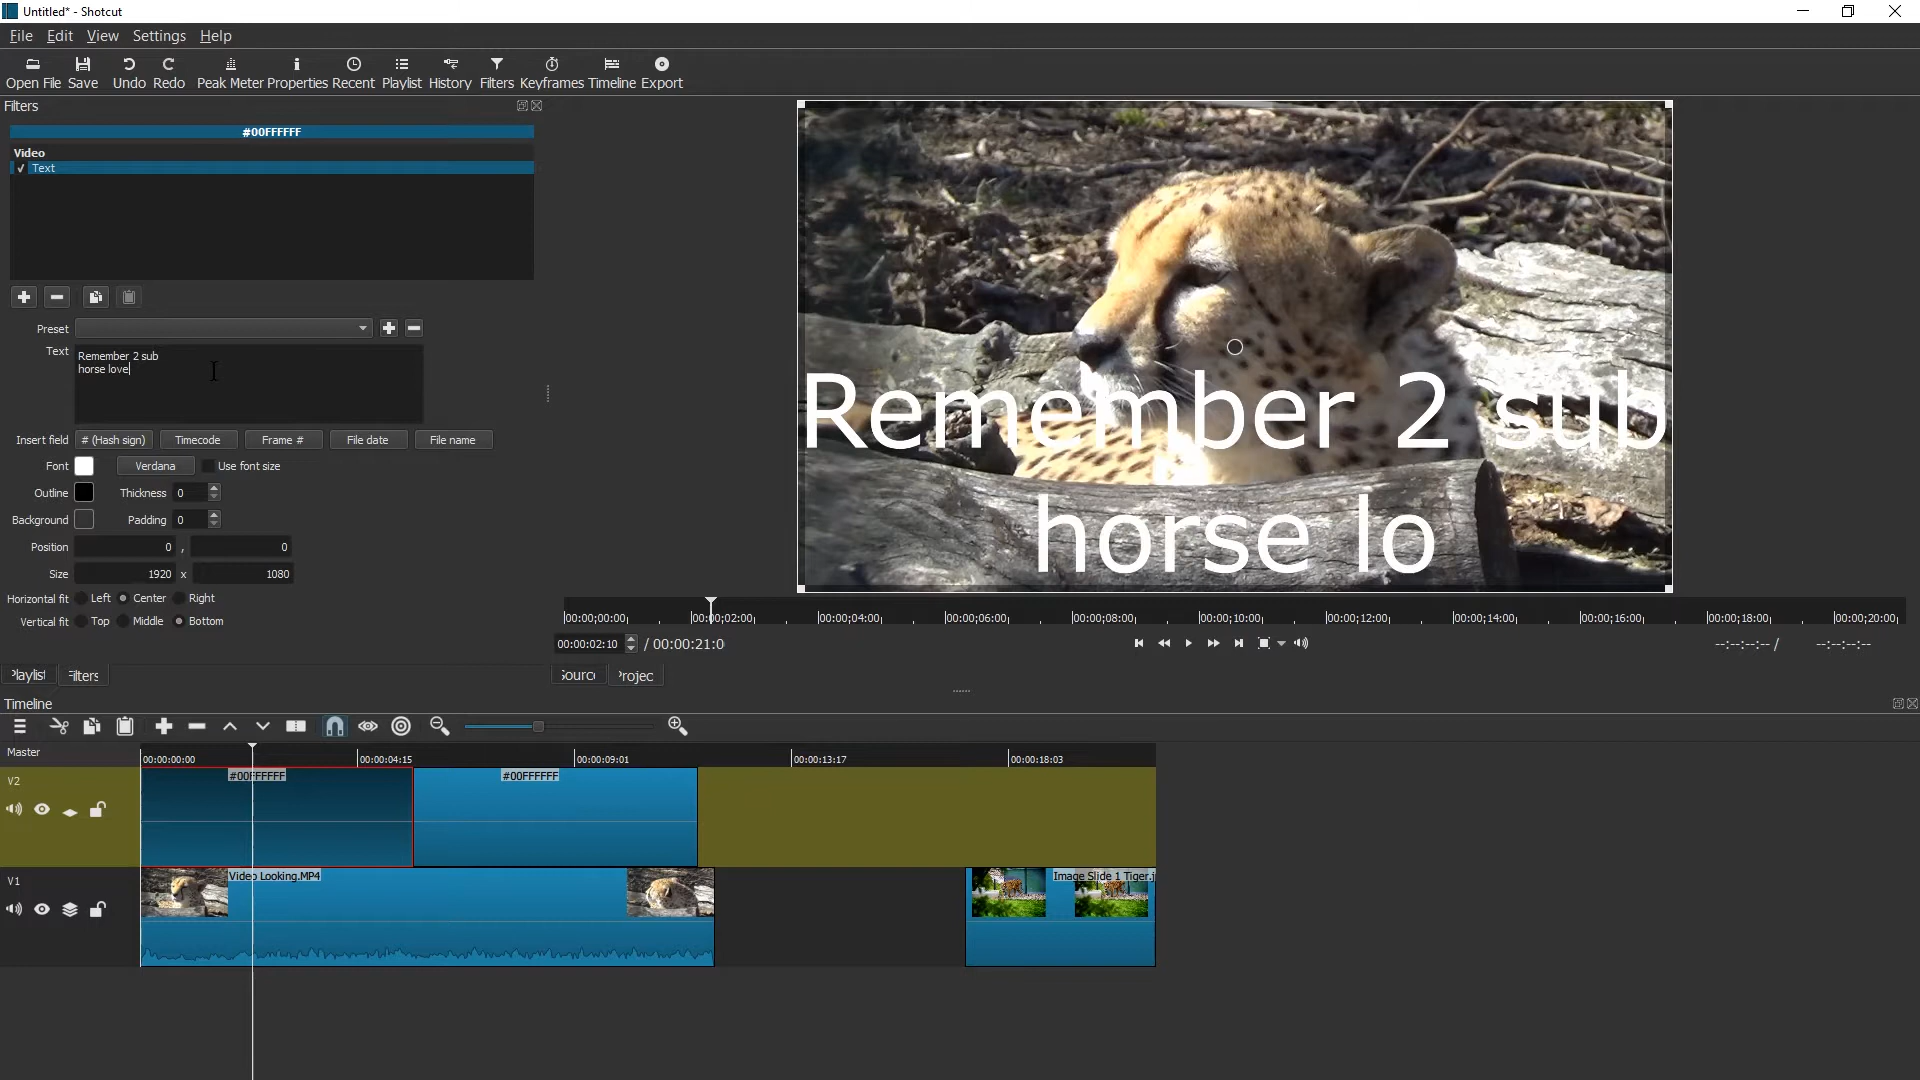 Untitled* - Shotcut
File Edit View Settings Help
Open File Save Undo Redo Peak Meter Properties Recent Playlist History Filters Keyframes Timeline Export
Filters
#00FFFFFF
Video
Text
Preset
Text
Remember 2 sub
horse love
Insert field # (Hash sign) Timecode Frame # File date File name
Font Verdana Use font size
Outline Thickness 0
Background Padding 0
Position 0 , 0
Size 1920 x 1080
Horizontal fit Left Center Right
Vertical fit Top Middle Bottom
Playlist Filters
Remember 2 sub
horse lo
00:00;00:00 00:00;02:00 00:00;04:00 00:00;06:00 00:00;08:00 00:00;10:00 00:00;12:00 00:00;14:00 00:00;16:00 00:00;18:00 00:00;20:00
00:00:02:10 / 00:00:21:0 --:--:--:-- / --:--:--:--
Sourc Projec
Timeline
Master
00:00:00:00 00:00:04:15 00:00:09:01 00:00:13:17 00:00:18:03
V2
#00FFFFFF #00FFFFFF
V1
Video Looking.MP4 Image Slide 1 Tiger.j